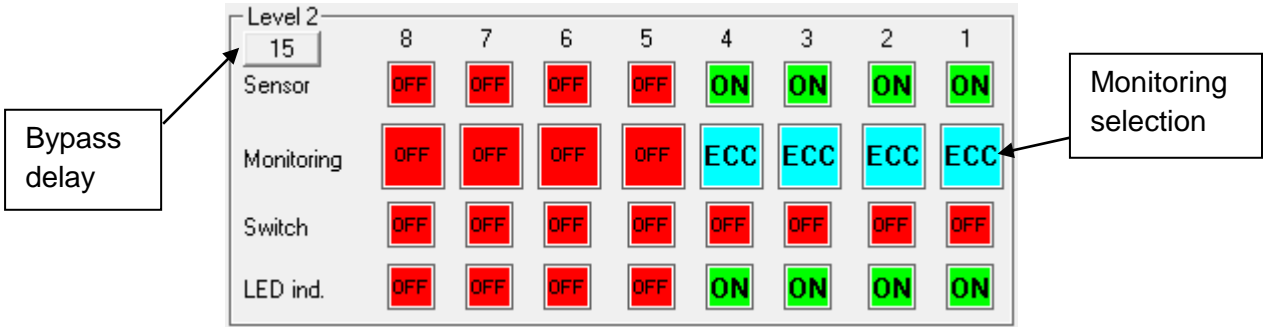 Level 2
15 8 7 6 5 4 3 2 1
Sensor OFF OFF OFF OFF ON ON ON ON
Monitoring OFF OFF OFF OFF ECC ECC ECC ECC
Switch OFF OFF OFF OFF OFF OFF OFF OFF
LED ind. OFF OFF OFF OFF ON ON ON ON
Bypass
delay
Monitoring
selection